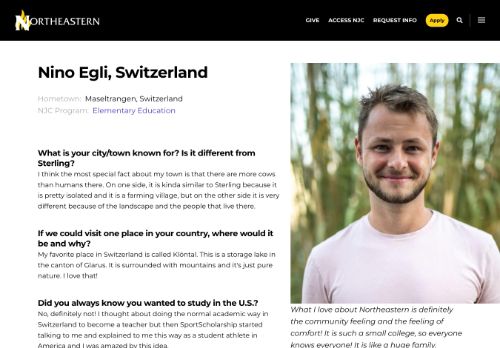 NORTHEASTERN
GIVE ACCESS NJC REQUEST INFO Apply
Nino Egli, Switzerland
Hometown: Maseltrangen, Switzerland
NJC Program: Elementary Education
What is your city/town known for? Is it different from
Sterling?
I think the most special fact about my town is that there are more cows
than humans there. On one side, it is kinda similar to Sterling because it
is pretty isolated and it is a farming village, but on the other side it is very
different because of the landscape and the people that live there.
If we could visit one place in your country, where would it
be and why?
My favorite place in Switzerland is called Klöntal. This is a storage lake in
the canton of Glarus. It is surrounded with mountains and it's just pure
nature. I love that!
Did you always know you wanted to study in the U.S.?
No, definitely not! I thought about doing the normal academic way in
Switzerland to become a teacher but then SportScholarship started
talking to me and explained to me this way as a student athlete in
America and I was amazed by this idea.
What I love about Northeastern is definitely
the community feeling and the feeling of
comfort! It is such a small college, so everyone
knows everyone! It is like a huge family.